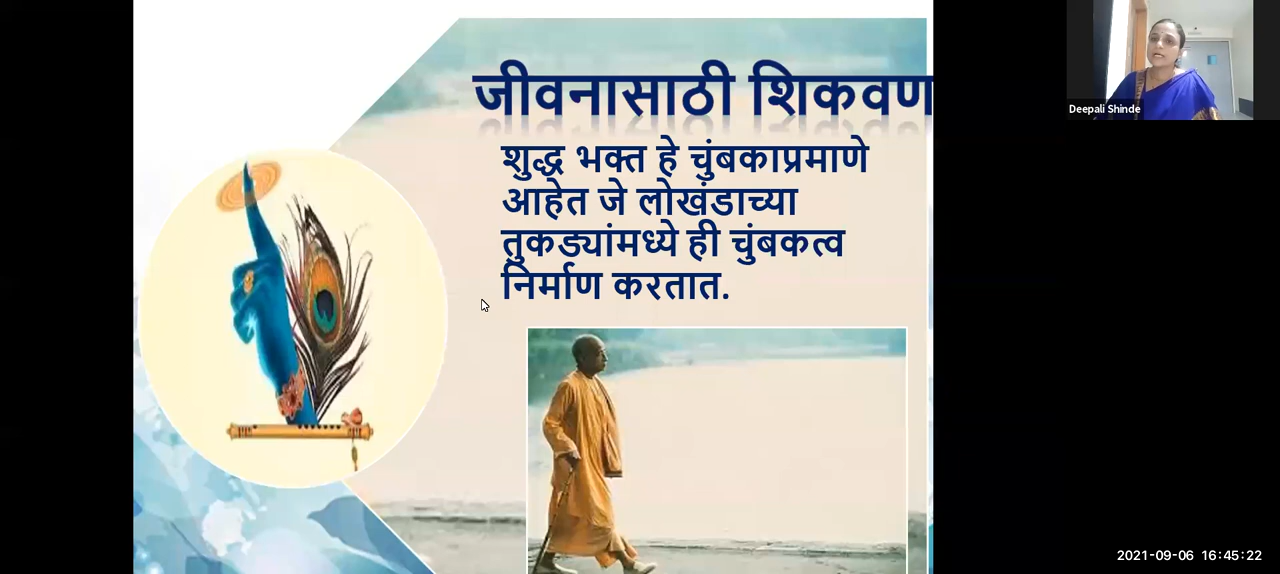 जीवनासाठी शिकवण
शुद्ध भक्त हे चुंबकाप्रमाणे
आहेत जे लोखंडाच्या
तुकड्यांमध्ये ही चुंबकत्व
निर्माण करतात.
Deepali Shinde
2021-09-06 16:45:22